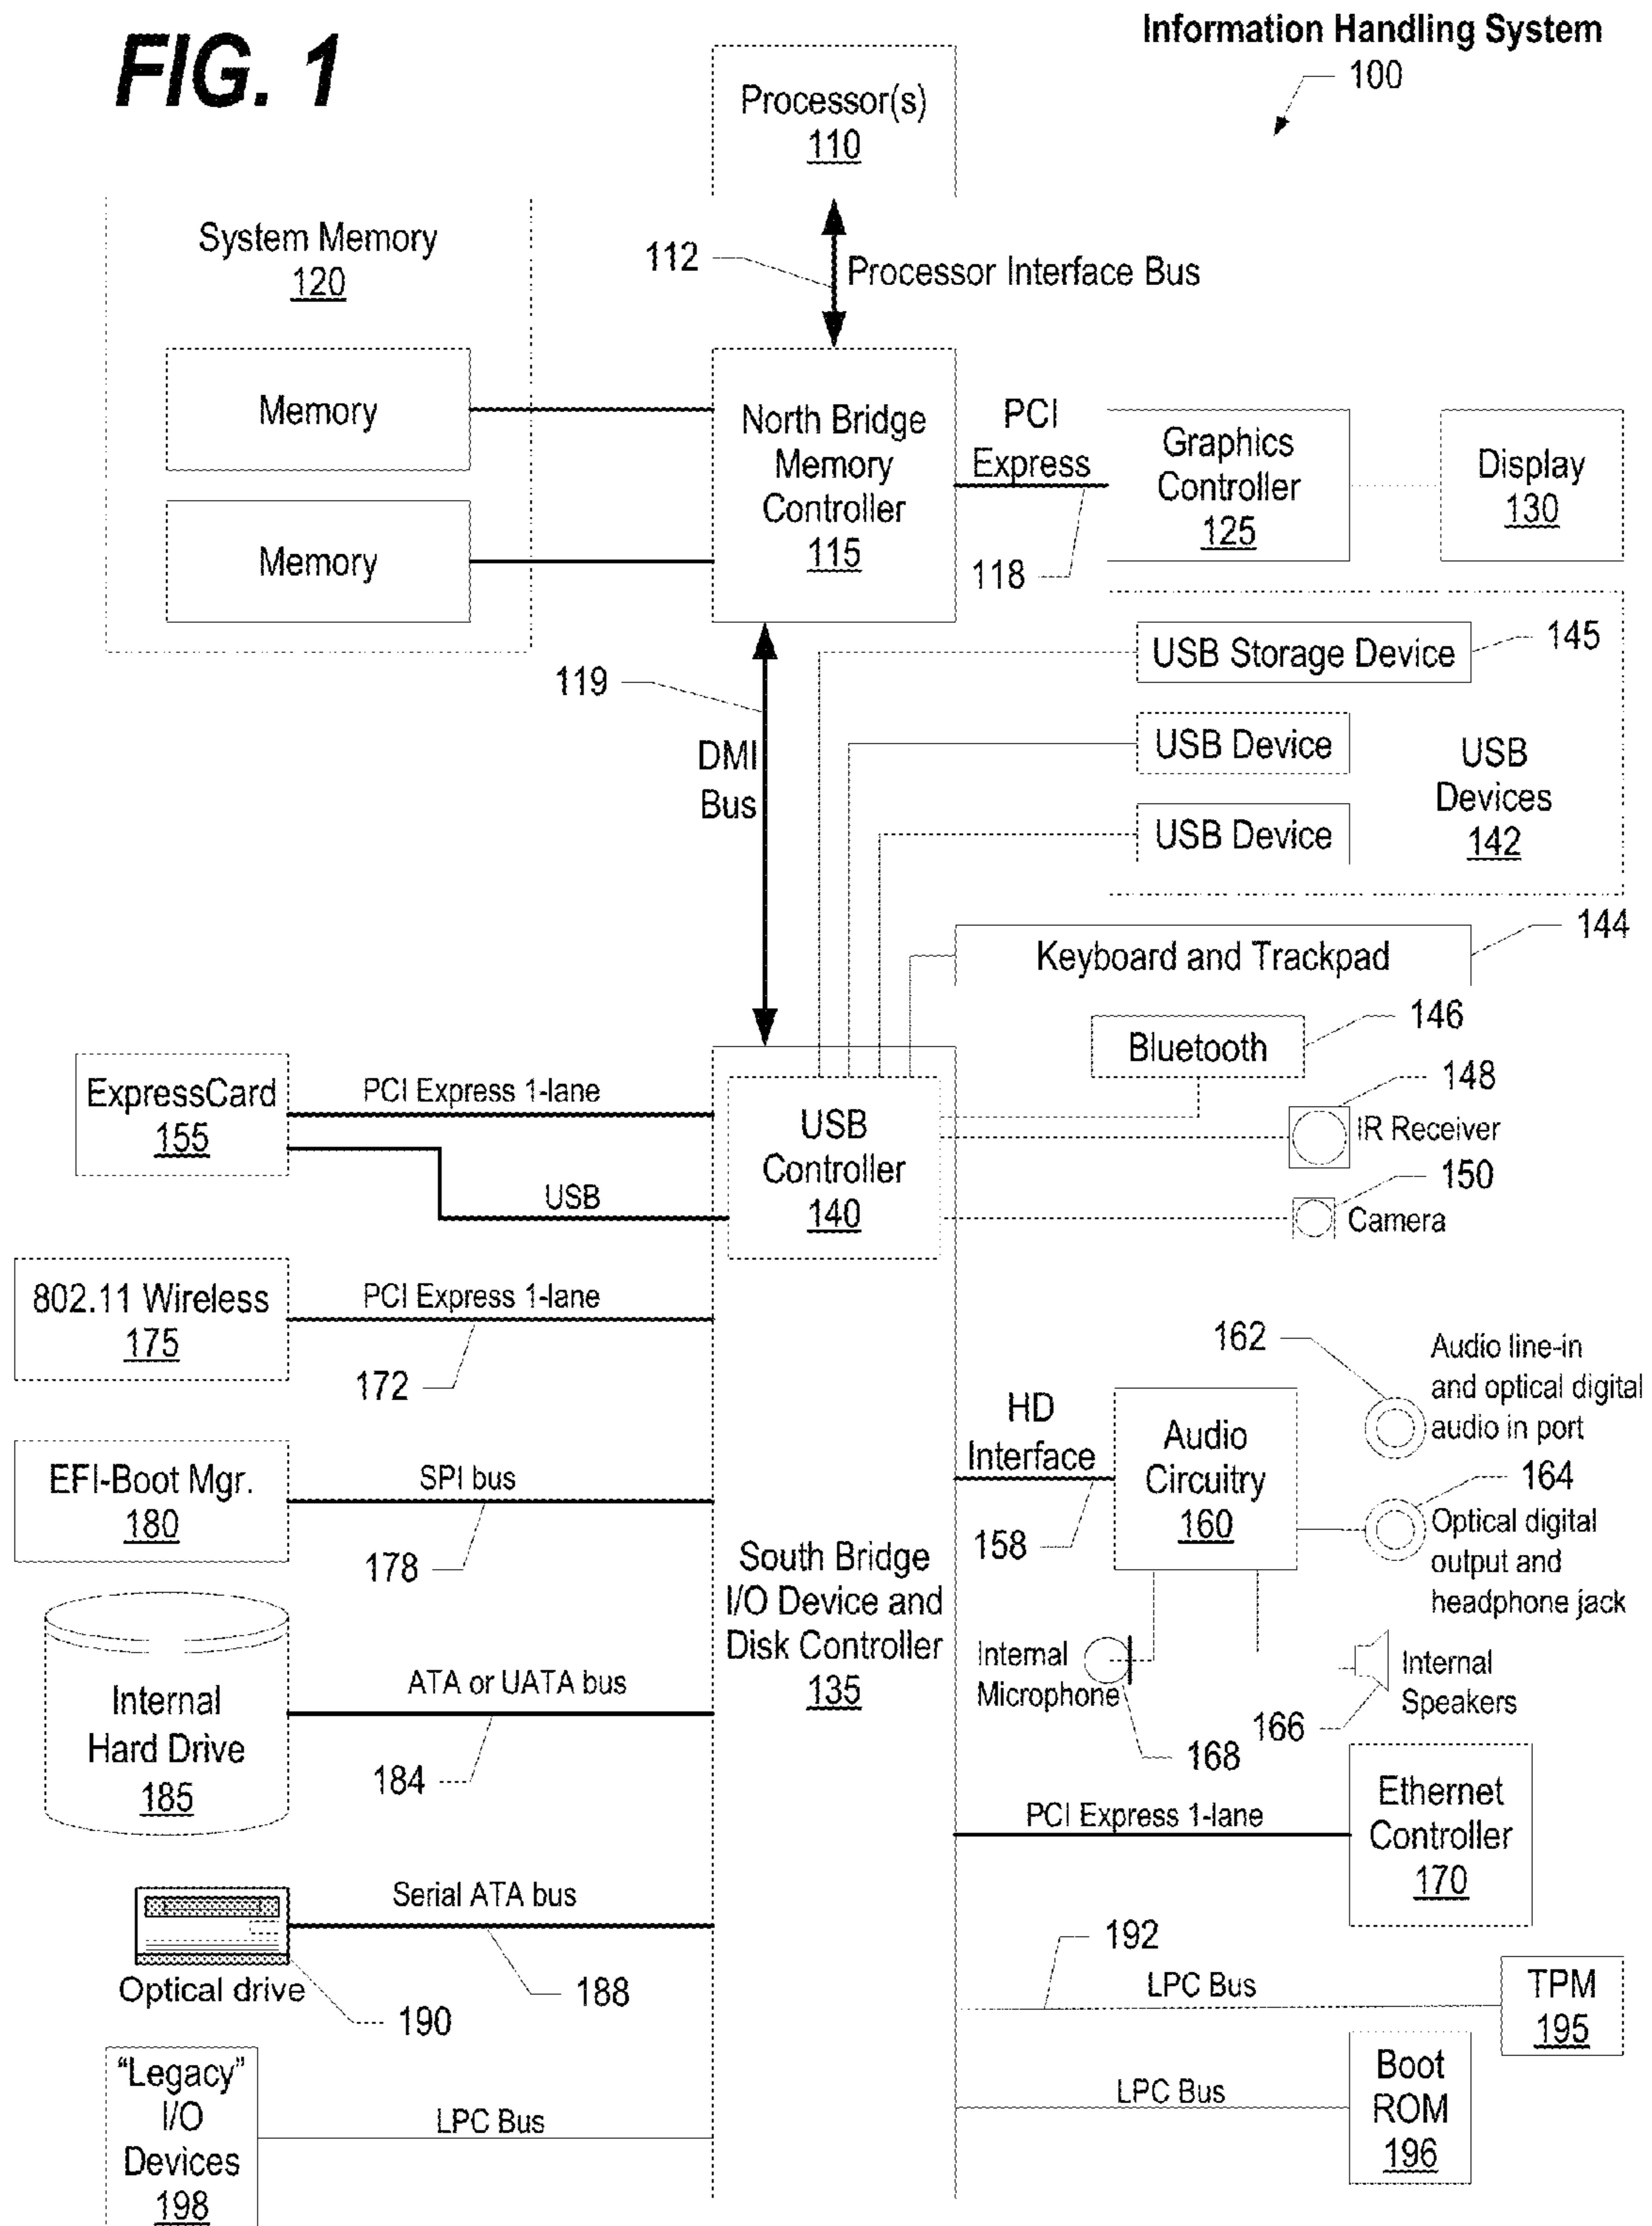 FIG. 1
Information Handling System
100
Processor(s)
110
System Memory
120
112
Processor Interface Bus
Memory
Memory
North Bridge
Memory
Controller
115
PCI
Express
118
Graphics
Controller
125
Display
130
119
DMI
Bus
USB Storage Device
145
USB Device
USB Device
USB
Devices
142
Keyboard and Trackpad
144
Bluetooth
146
148
IR Receiver
150
Camera
ExpressCard
155
PCI Express 1-lane
USB
USB
Controller
140
802.11 Wireless
175
PCI Express 1-lane
172
EFI-Boot Mgr.
180
SPI bus
178
South Bridge
I/O Device and
Disk Controller
135
HD
Interface
158
Audio
Circuitry
160
162
Audio line-in
and optical digital
audio in port
164
Optical digital
output and
headphone jack
Internal
Microphone
168
166
Internal
Speakers
Internal
Hard Drive
185
ATA or UATA bus
184
PCI Express 1-lane
Ethernet
Controller
170
Serial ATA bus
188
Optical drive
190
192
LPC Bus
TPM
195
"Legacy"
I/O
Devices
198
LPC Bus
LPC Bus
Boot
ROM
196